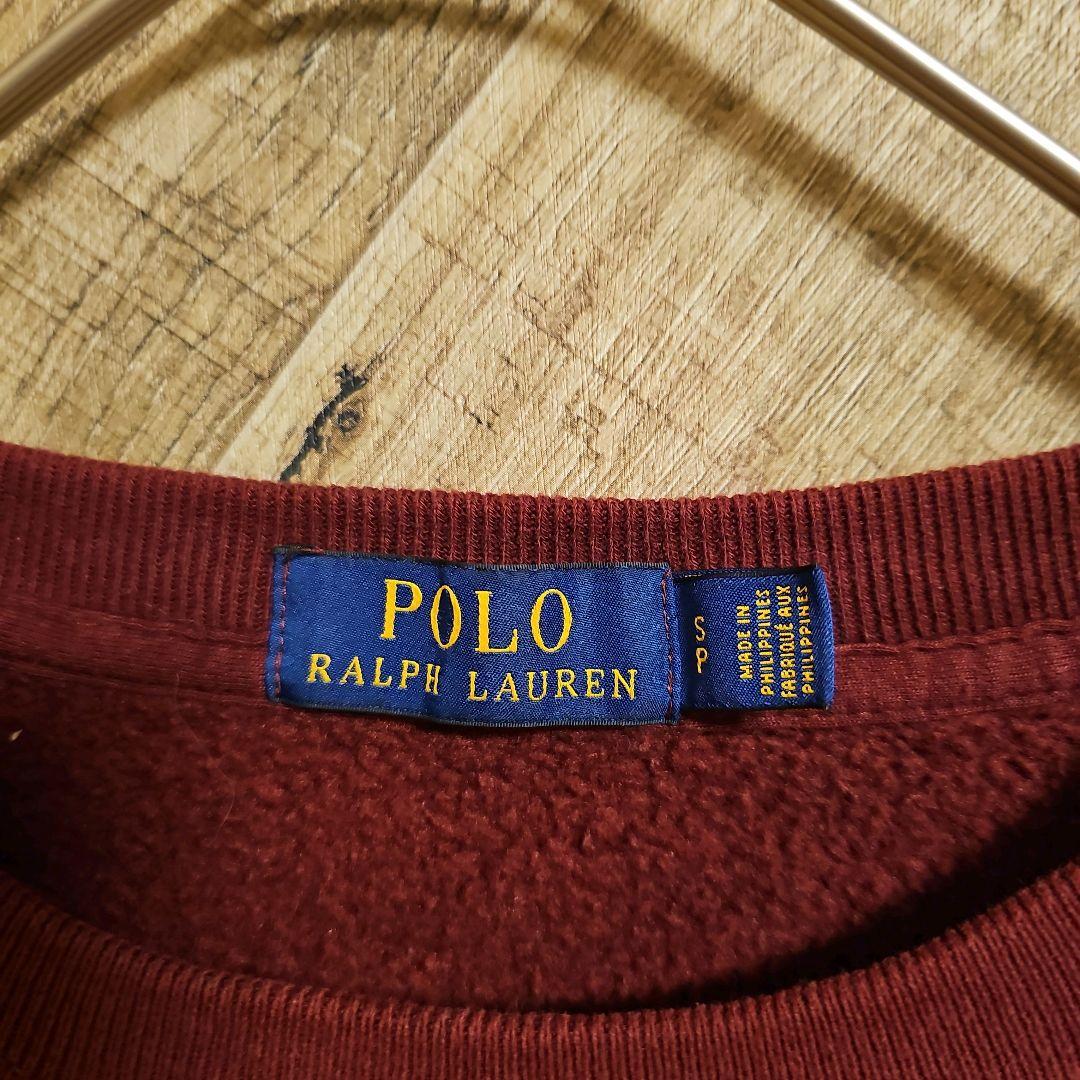 POLO
RALPH LAUREN
S
P
MADE IN
PHILIPPINES
FABRIQUÉ AUX
PHILIPPINES